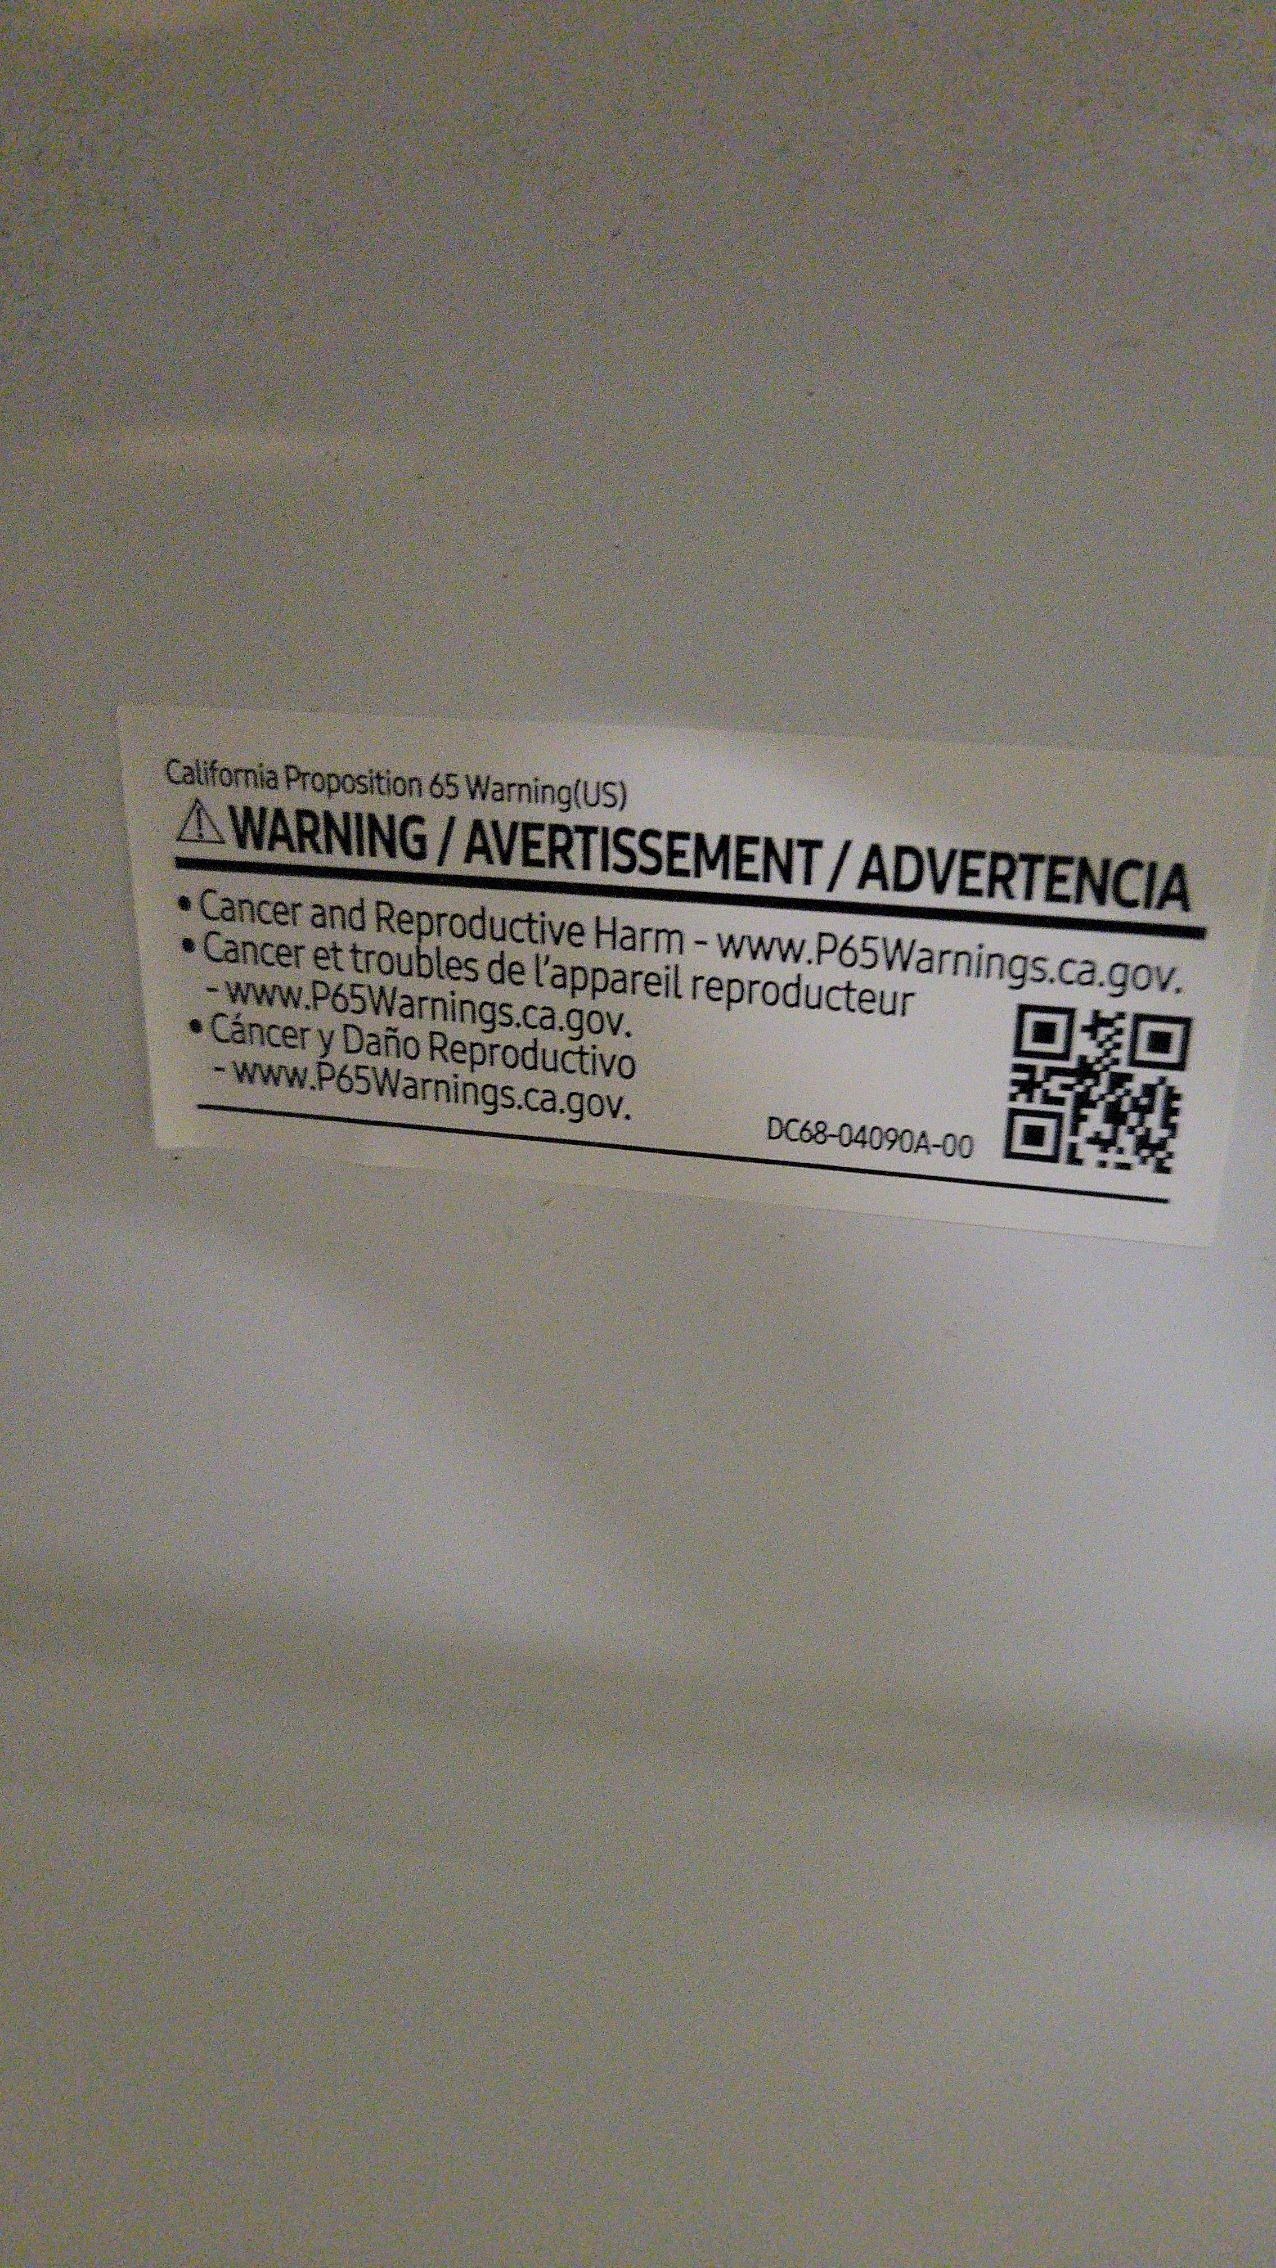 California Proposition 65 Warning(US)
⚠WARNING / AVERTISSEMENT / ADVERTENCIA
• Cancer and Reproductive Harm - www.P65Warnings.ca.gov.
• Cancer et troubles de l'appareil reproducteur
- www.P65Warnings.ca.gov.
• Cáncer y Daño Reproductivo
- www.P65Warnings.ca.gov.
DC68-04090A-00